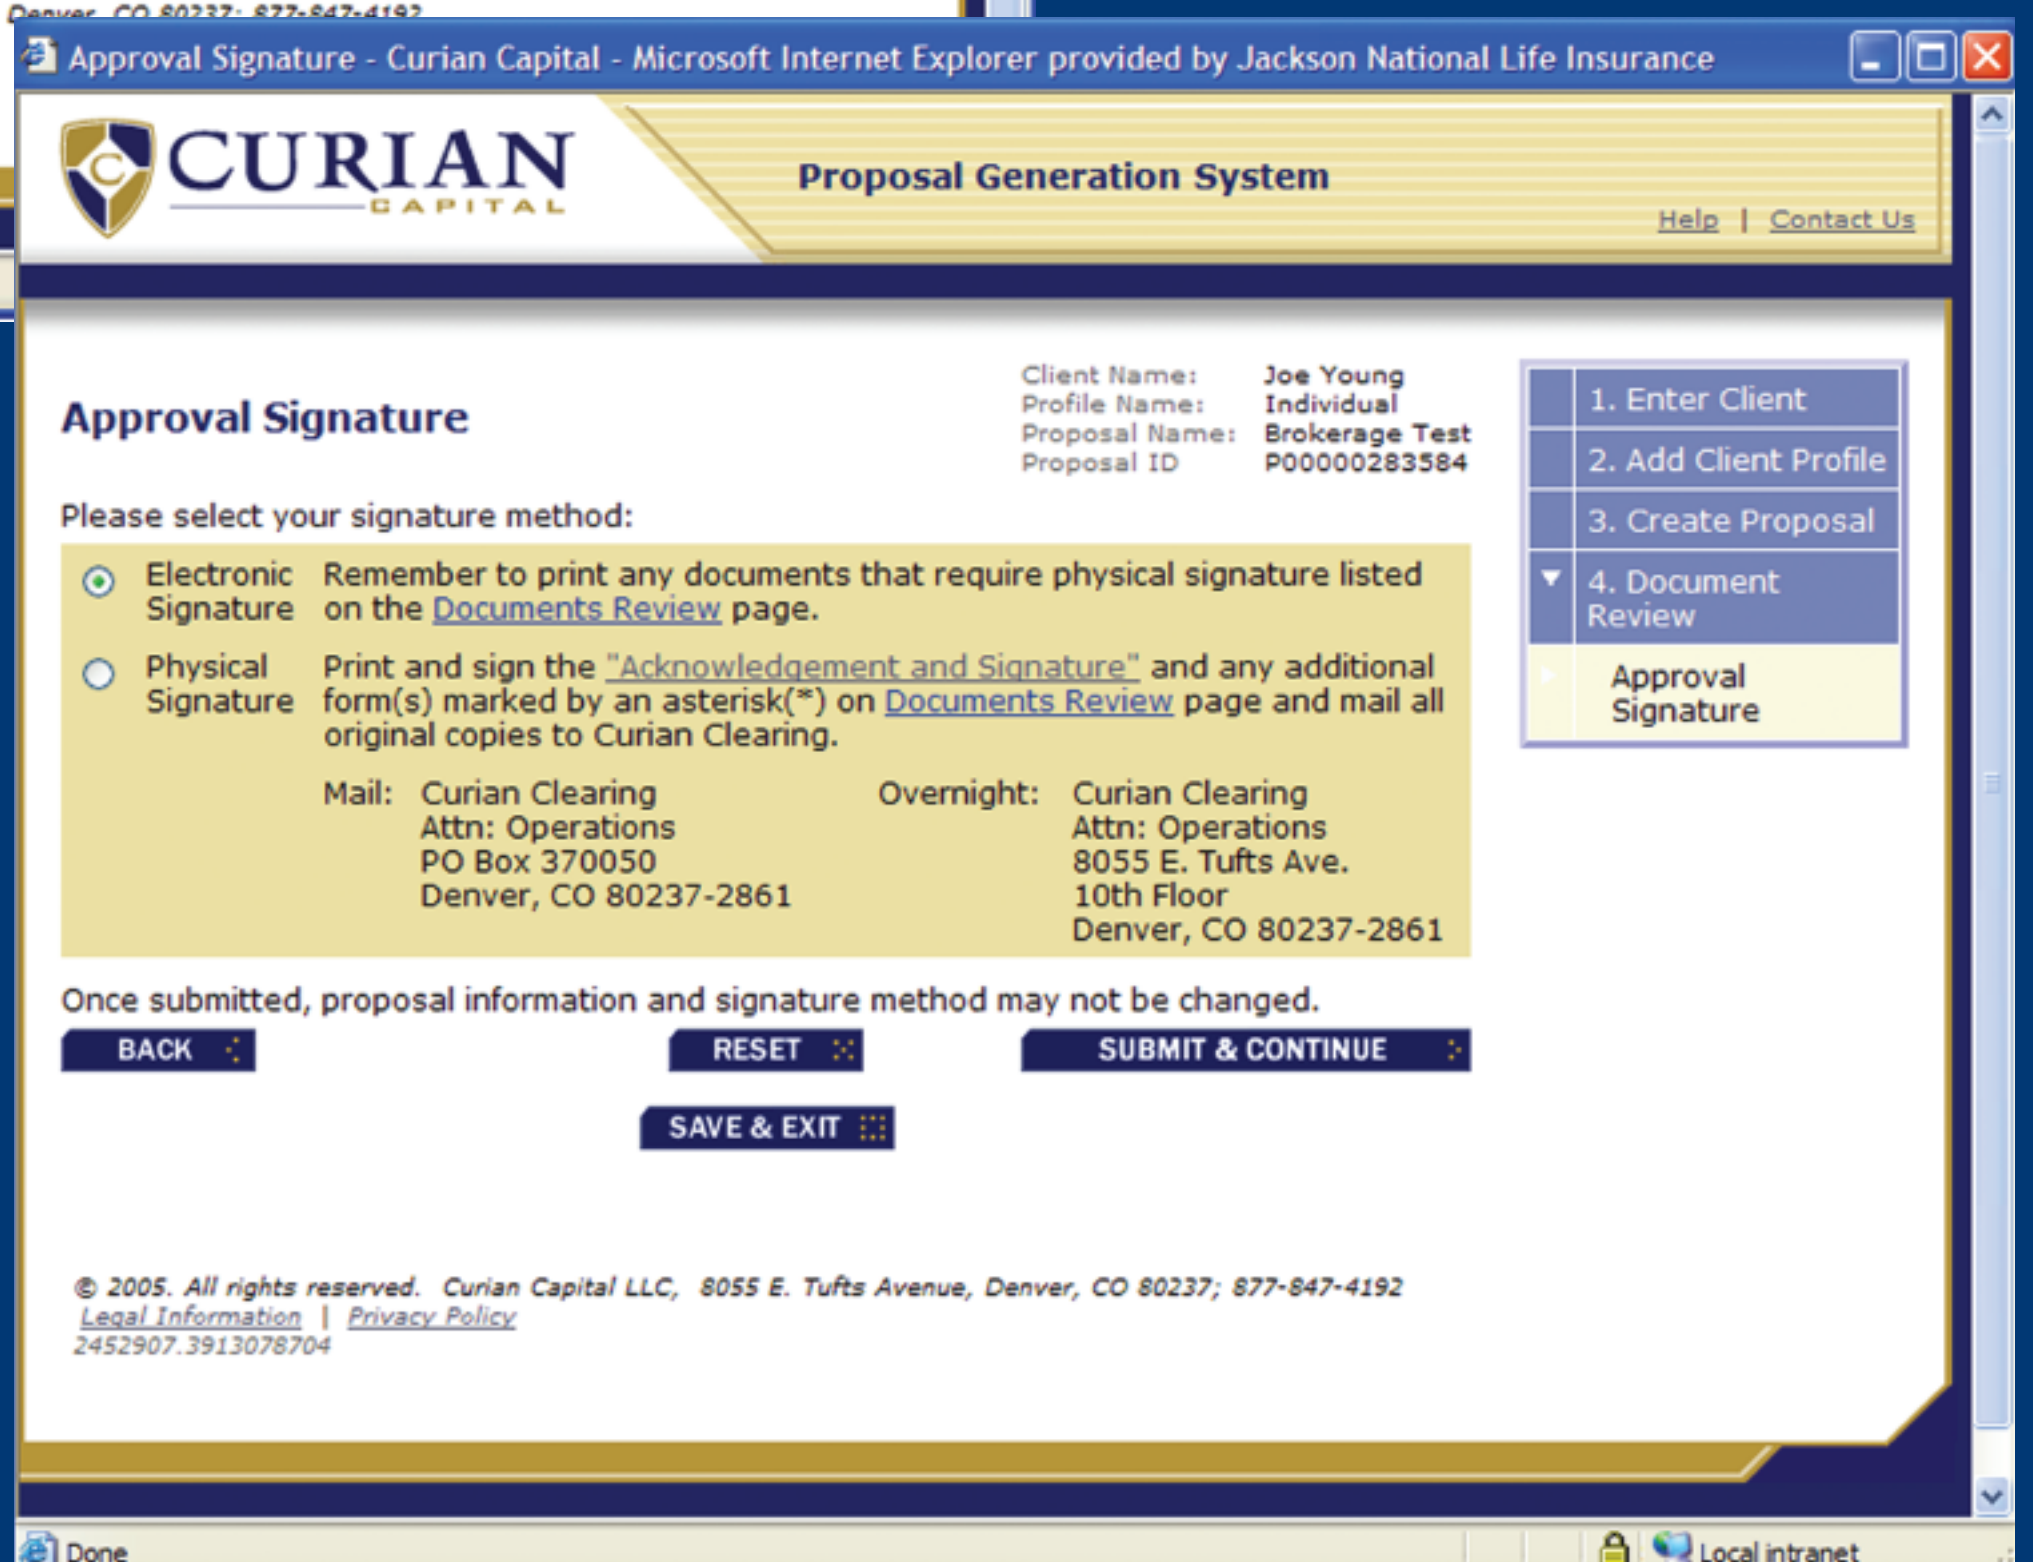 Denver, CO 80237; 877-847-4192
Approval Signature - Curian Capital - Microsoft Internet Explorer provided by Jackson National Life Insurance
C
CURIAN
CAPITAL
Proposal Generation System
Help | Contact Us
Client Name: Joe Young
Profile Name: Individual
Proposal Name: Brokerage Test
Proposal ID P00000283584
Approval Signature
Please select your signature method:
Electronic Signature
Remember to print any documents that require physical signature listed
on the Documents Review page.
Physical Signature
Print and sign the "Acknowledgement and Signature" and any additional
form(s) marked by an asterisk(*) on Documents Review page and mail all
original copies to Curian Clearing.
Mail: Curian Clearing
Attn: Operations
PO Box 370050
Denver, CO 80237-2861
Overnight: Curian Clearing
Attn: Operations
8055 E. Tufts Ave.
10th Floor
Denver, CO 80237-2861
Once submitted, proposal information and signature method may not be changed.
BACK
RESET
SUBMIT & CONTINUE
SAVE & EXIT
1. Enter Client
2. Add Client Profile
3. Create Proposal
4. Document
Review
Approval
Signature
© 2005. All rights reserved. Curian Capital LLC, 8055 E. Tufts Avenue, Denver, CO 80237; 877-847-4192
Legal Information | Privacy Policy
2452907.3913078704
Done
Local intranet